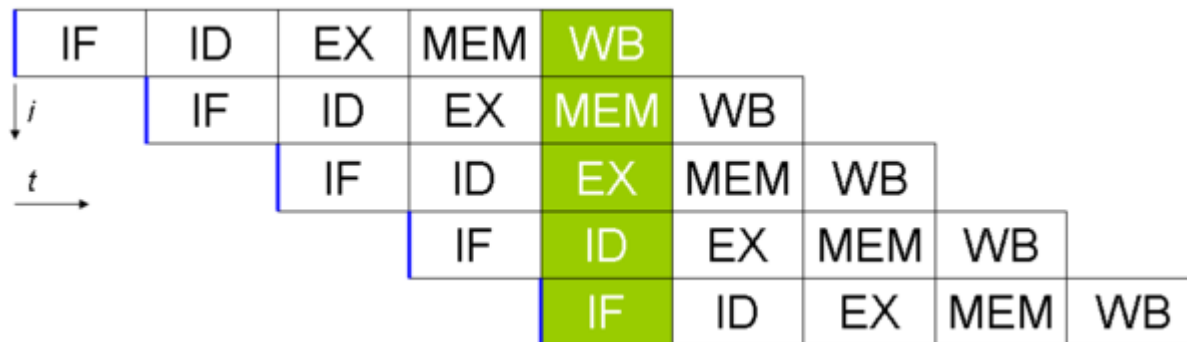 IF ID EX MEM WB
i IF ID EX MEM WB
t IF ID EX MEM WB
IF ID EX MEM WB
IF ID EX MEM WB